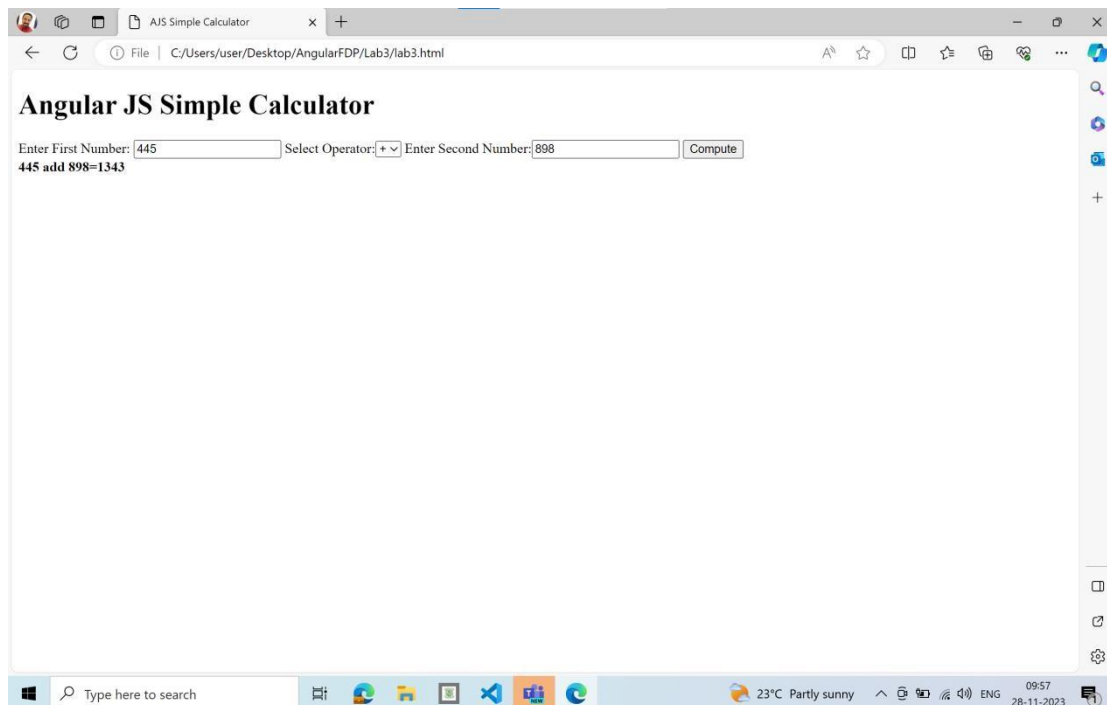 AJS Simple Calculator
File | C:/Users/user/Desktop/AngularFDP/Lab3/lab3.html
Angular JS Simple Calculator
Enter First Number: 445 Select Operator: + Enter Second Number: 898 Compute
445 add 898=1343
Type here to search
NEW
23°C Partly sunny
ENG
09:57
28-11-2023
1